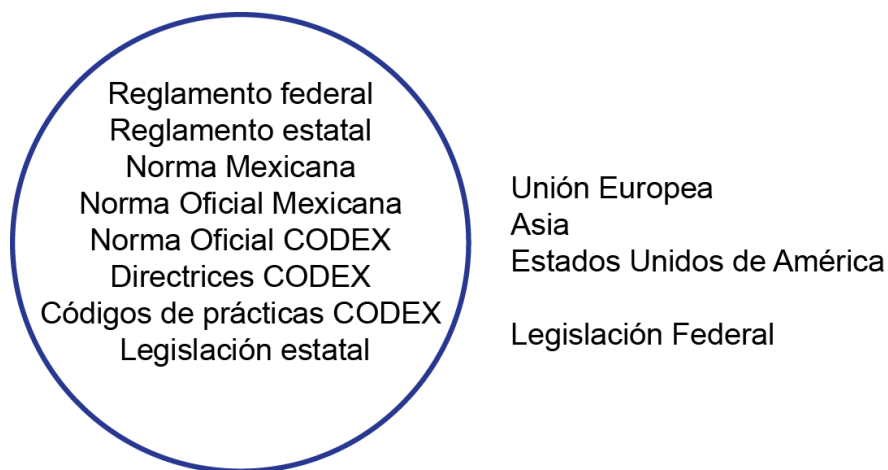 Reglamento federal
Reglamento estatal
Norma Mexicana
Norma Oficial Mexicana
Norma Oficial CODEX
Directrices CODEX
Códigos de prácticas CODEX
Legislación estatal
Unión Europea
Asia
Estados Unidos de América
Legislación Federal